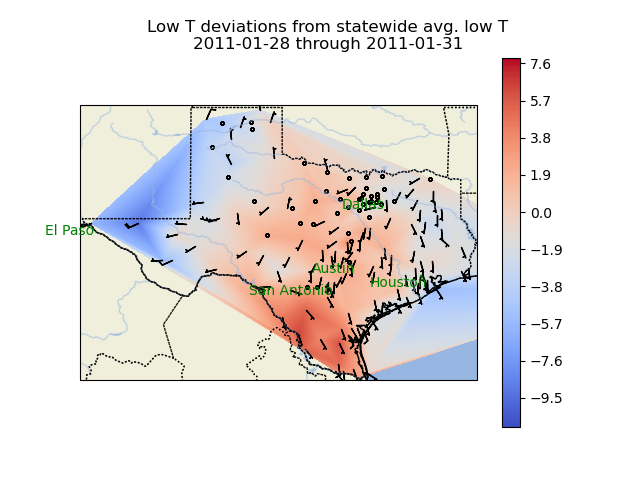 Low T deviations from statewide avg. low T
2011-01-28 through 2011-01-31
7.6
5.7
3.8
1.9
0.0
−1.9
−3.8
−5.7
−7.6
−9.5
Dallas
El Paso
Austin
San Antonio
Houston